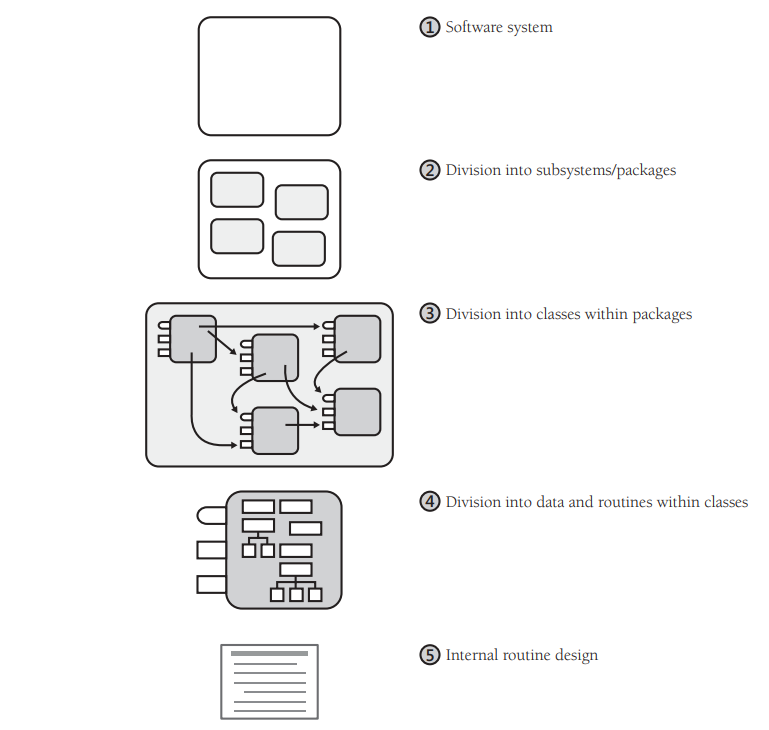 1 Software system
2 Division into subsystems/packages
3 Division into classes within packages
4 Division into data and routines within classes
5 Internal routine design